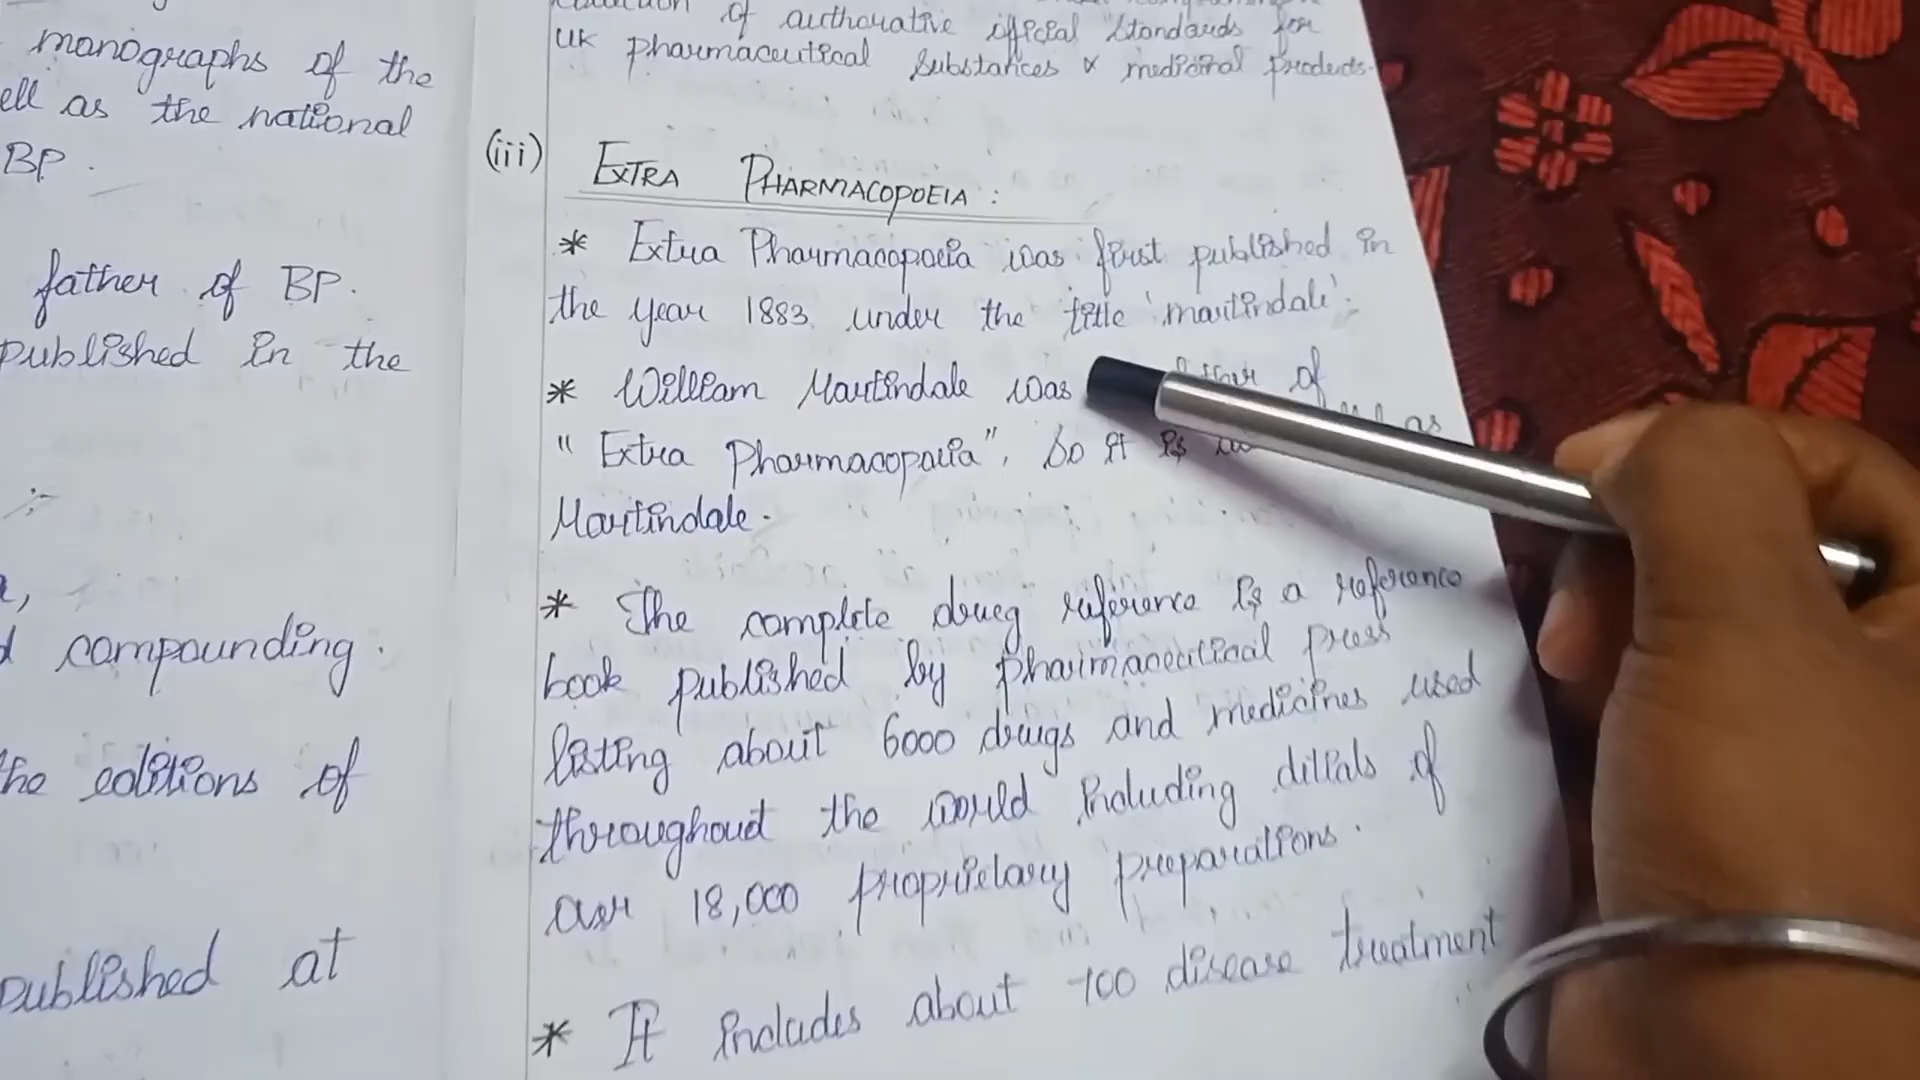 manographs of the
ell as the national
BP.
father of BP.
published in the
compounding.
the editions of
published at
of authorative official Standards for
UK pharmaceutical Substances & medicinal products.
(iii) EXTRA PHARMACOPOEIA :
* Extra Pharmacopoeia was first published in
the year 1883 under the title 'martindale'.
* William Martindale was of
"Extra Pharmacopoeia", So it is as
Martindale.
* The complete drug reference is a reference
book published by pharmaceutical press
listing about 6000 drugs and medicines used
throughout the world including ditials of
over 18,000 proprietary preparations.
* It includes about 700 disease treatment